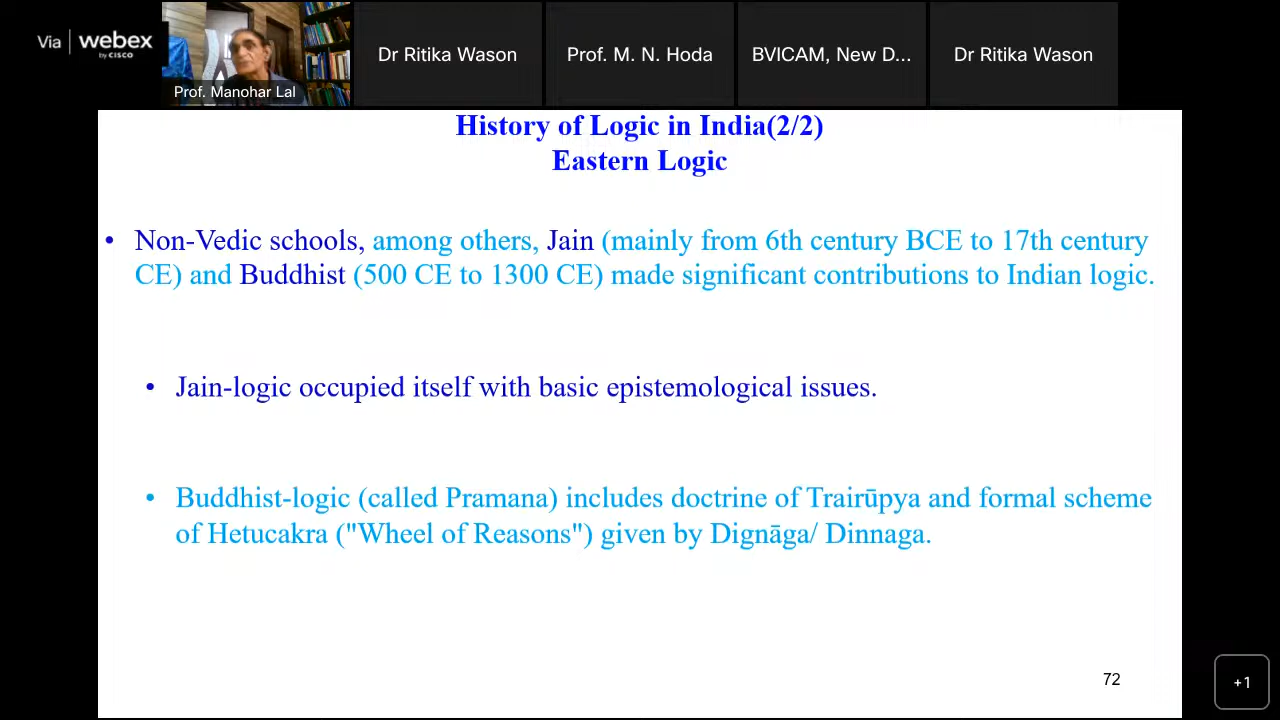 Via webex
by CISCO
Prof. Manohar Lal
Dr Ritika Wason
Prof. M. N. Hoda
BVICAM, New D...
Dr Ritika Wason
History of Logic in India(2/2)
Eastern Logic
• Non-Vedic schools, among others, Jain (mainly from 6th century BCE to 17th century
CE) and Buddhist (500 CE to 1300 CE) made significant contributions to Indian logic.
• Jain-logic occupied itself with basic epistemological issues.
• Buddhist-logic (called Pramana) includes doctrine of Trairūpya and formal scheme
of Hetucakra ("Wheel of Reasons") given by Dignāga/ Dinnaga.
72
+1